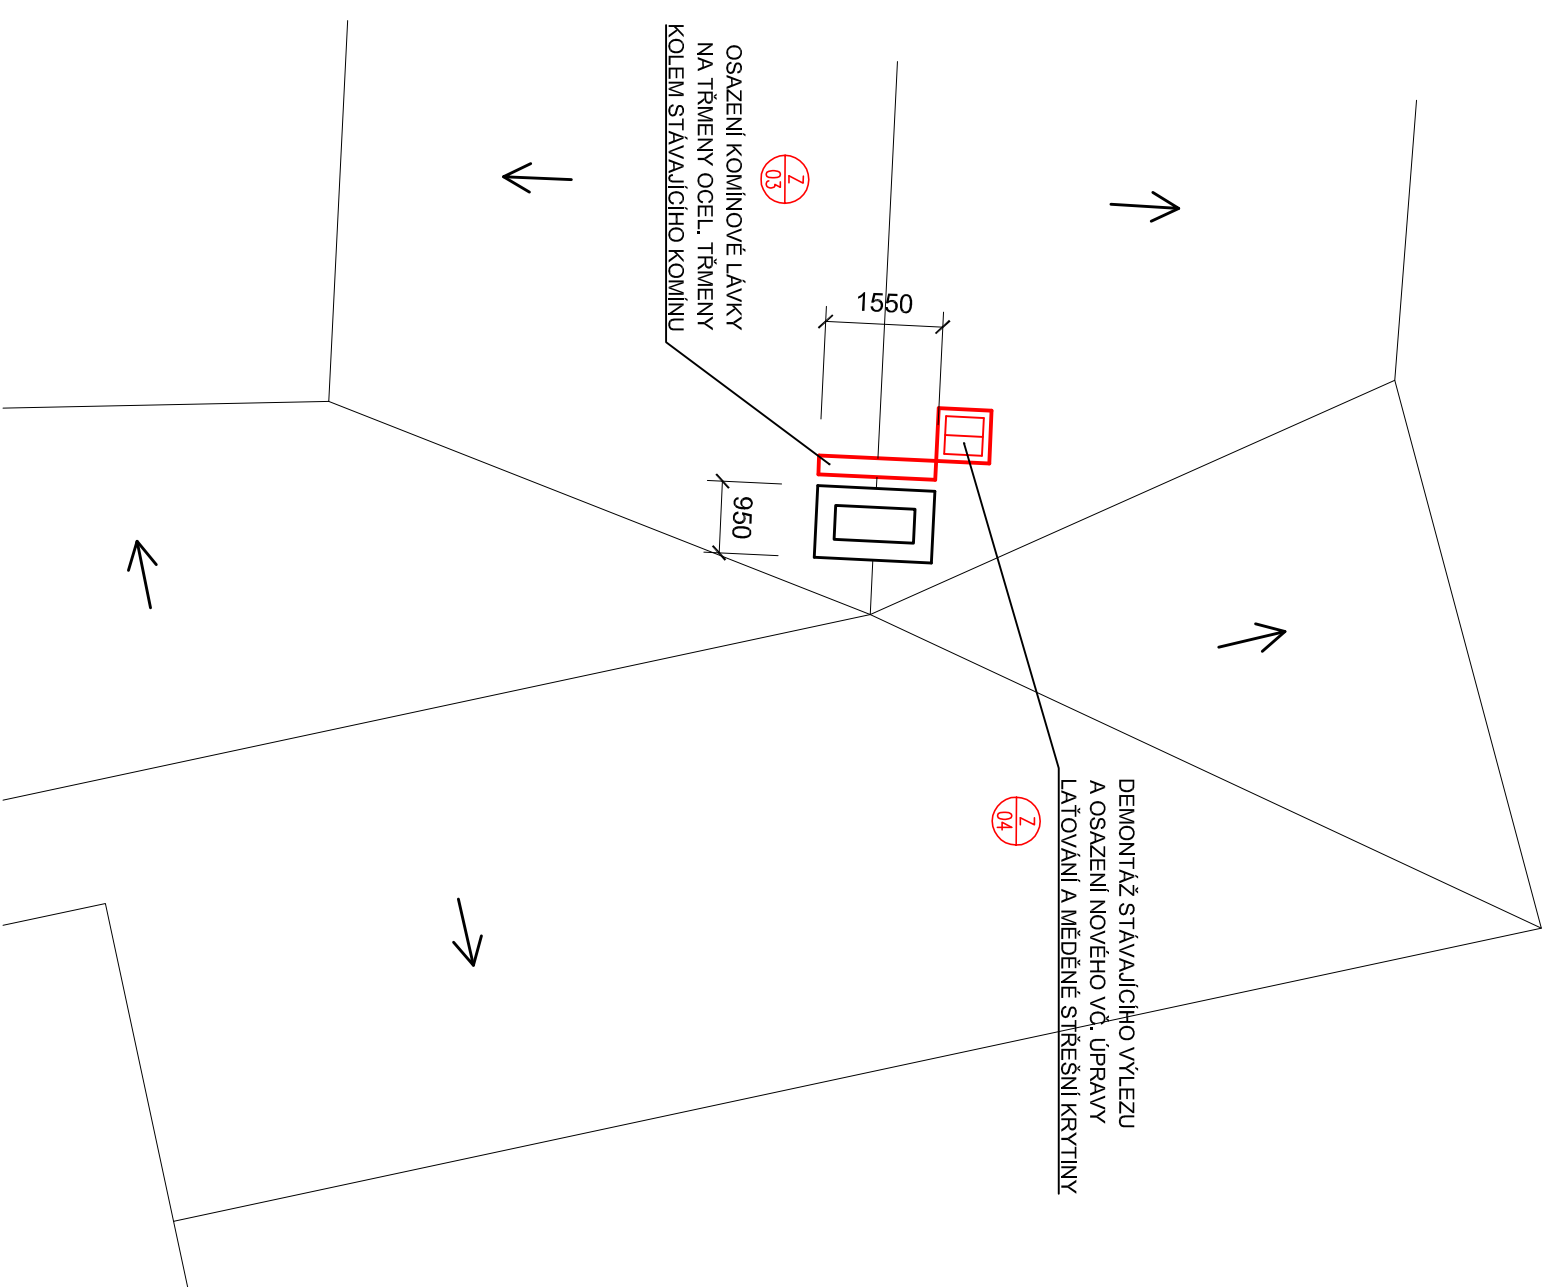 OSAZENÍ KOMÍNOVÉ LÁVKY
NA TŘMENY OCEL. TŘMENY
KOLEM STÁVAJÍCÍHO KOMÍNU
Z
03
1550
950
DEMONTÁŽ STÁVAJÍCÍHO VÝLEZU
A OSAZENÍ NOVÉHO VČ. ÚPRAVY
LAŤOVÁNÍ A MĚDĚNÉ STŘEŠNÍ KRYTINY
Z
04